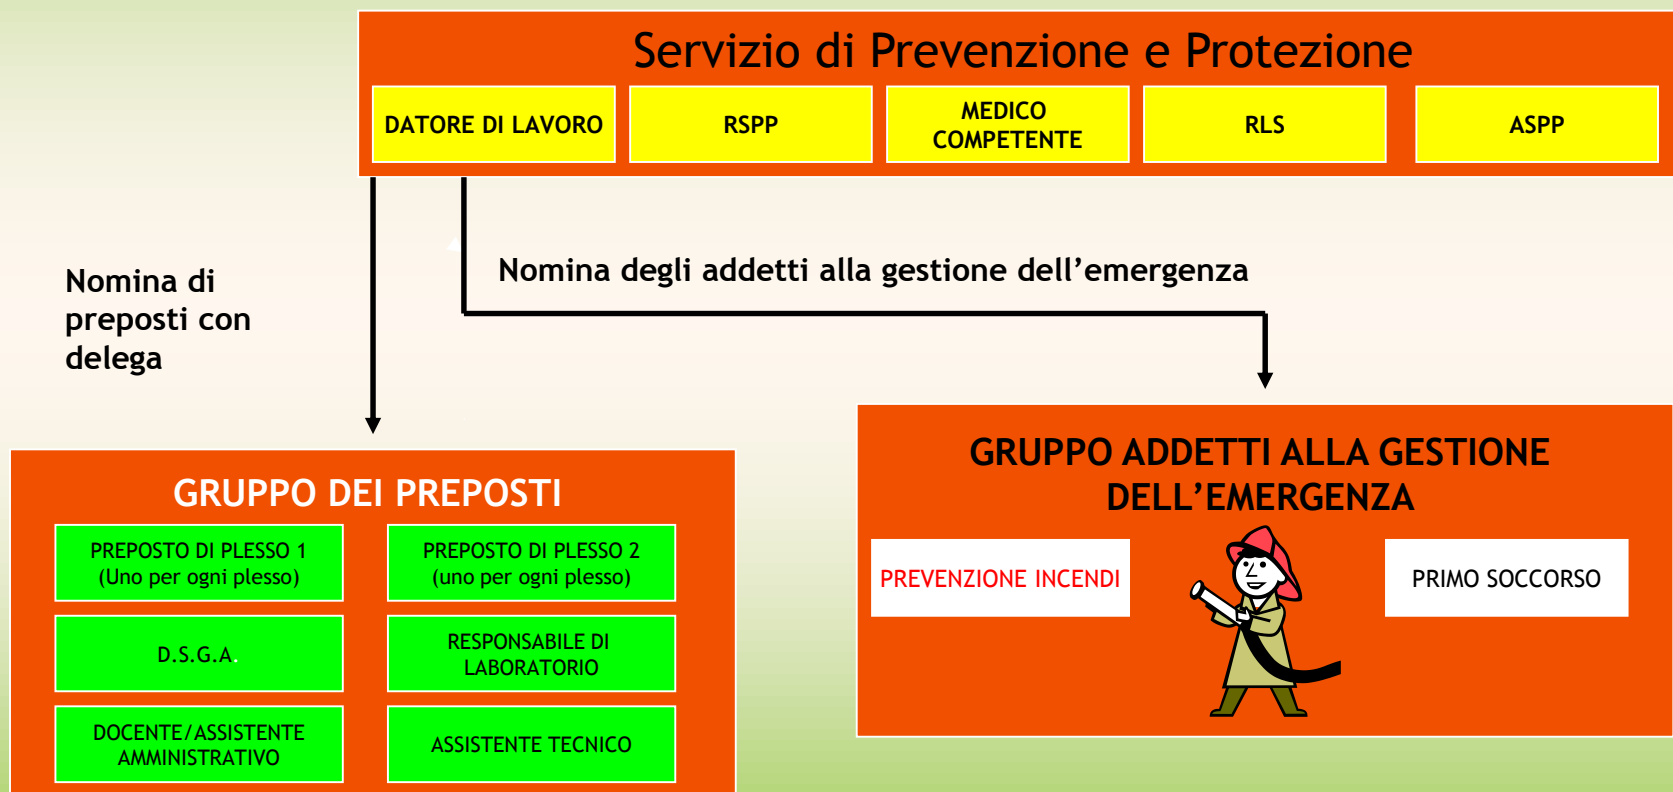 Servizio di Prevenzione e Protezione
DATORE DI LAVORO
RSPP
MEDICO
COMPETENTE
RLS
ASPP
Nomina di
preposti con
delega
Nomina degli addetti alla gestione dell’emergenza
GRUPPO DEI PREPOSTI
PREPOSTO DI PLESSO 1
(Uno per ogni plesso)
PREPOSTO DI PLESSO 2
(uno per ogni plesso)
D.S.G.A.
RESPONSABILE DI
LABORATORIO
DOCENTE/ASSISTENTE
AMMINISTRATIVO
ASSISTENTE TECNICO
GRUPPO ADDETTI ALLA GESTIONE
DELL’EMERGENZA
PREVENZIONE INCENDI
PRIMO SOCCORSO